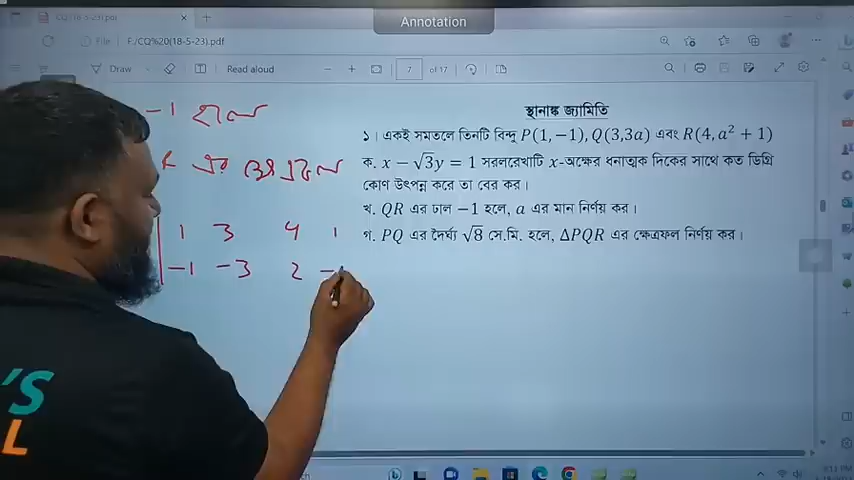 Annotation
CQ (18-5-23).pdf
File F:/CQ%20(18-5-23).pdf
Draw Read aloud 7 of 17
স্থানাঙ্ক জ্যামিতি
১। একই সমতলে তিনটি বিন্দু P(1,−1), Q(3,3a) এবং R(4,a² + 1)
ক. x − √3y = 1 সরলরেখাটি x-অক্ষের ধনাত্মক দিকের সাথে কত ডিগ্রি
কোণ উৎপন্ন করে তা বের কর।
খ. QR এর ঢাল −1 হলে, a এর মান নির্ণয় কর।
গ. PQ এর দৈর্ঘ্য √8 সে.মি. হলে, ΔPQR এর ক্ষেত্রফল নির্ণয় কর।
−1 হলে
R এর ক্ষেত্রফল
1 3 4 1
−1 −3 2 −
'S
L